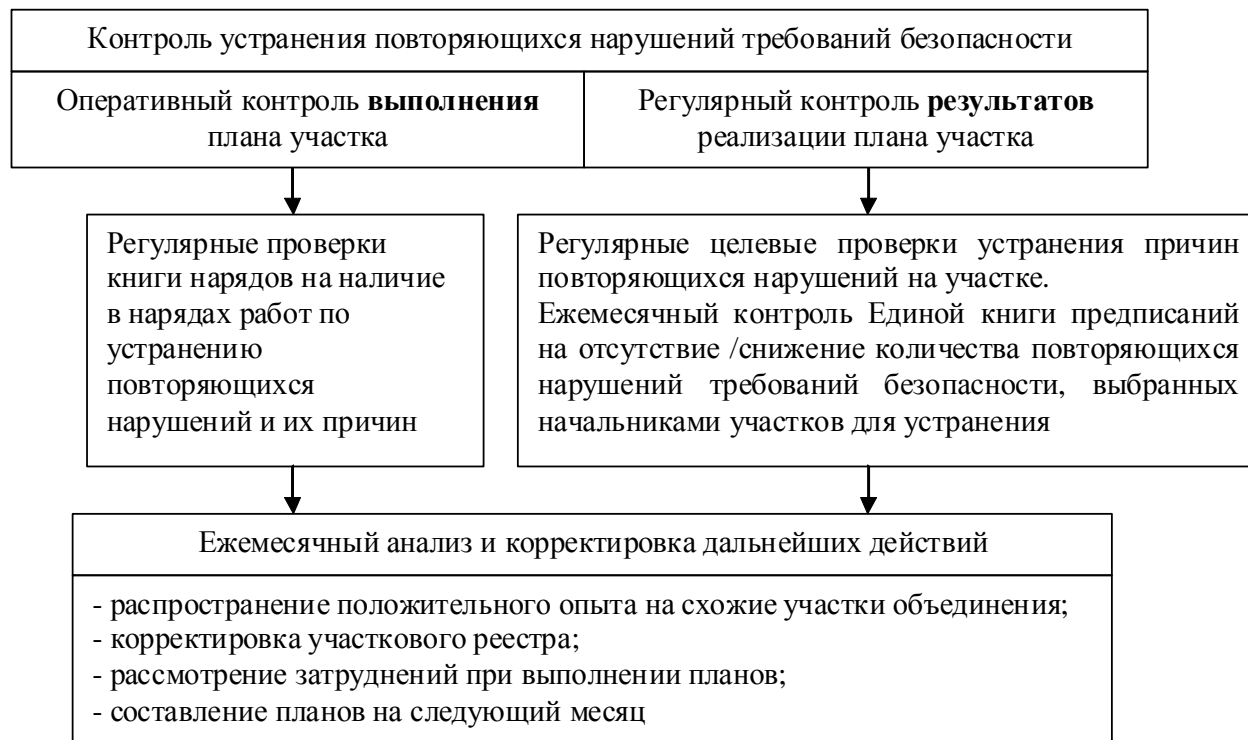 Контроль устранения повторяющихся нарушений требований безопасности
Оперативный контроль выполнения
плана участка
Регулярный контроль результатов
реализации плана участка
Регулярные проверки
книги нарядов на наличие
в нарядах работ по
устранению
повторяющихся
нарушений и их причин
Регулярные целевые проверки устранения причин
повторяющихся нарушений на участке.
Ежемесячный контроль Единой книги предписаний
на отсутствие /снижение количества повторяющихся
нарушений требований безопасности, выбранных
начальниками участков для устранения
Ежемесячный анализ и корректировка дальнейших действий
- распространение положительного опыта на схожие участки объединения;
- корректировка участкового реестра;
- рассмотрение затруднений при выполнении планов;
- составление планов на следующий месяц